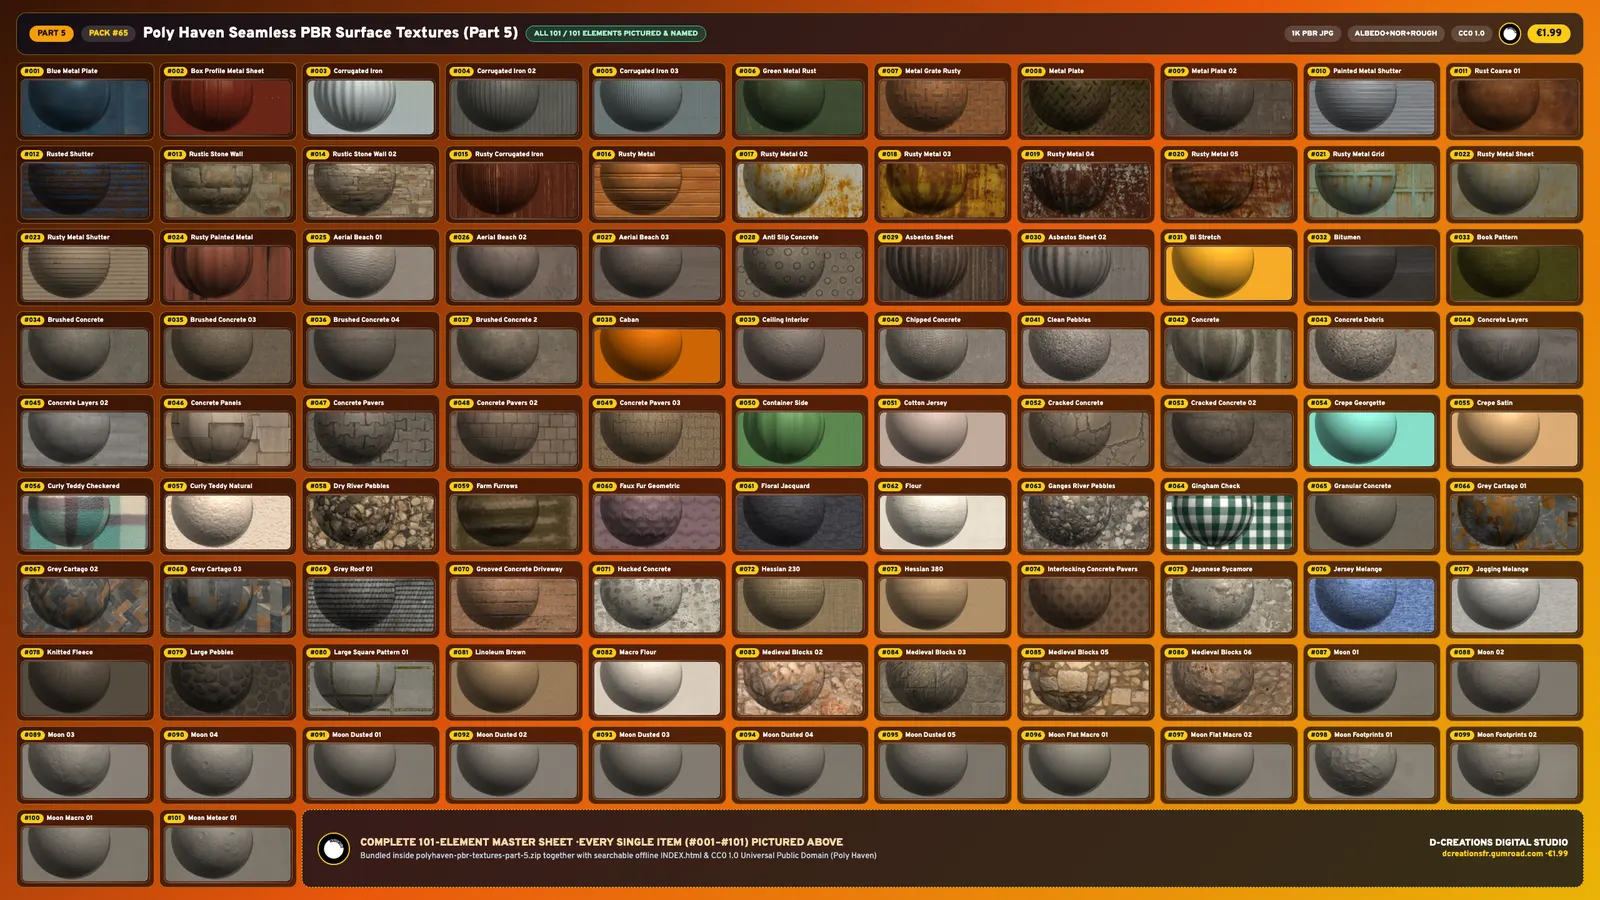 PART 5 PACK #65 Poly Haven Seamless PBR Surface Textures (Part 5) ALL 101 / 101 ELEMENTS PICTURED & NAMED 1K PBR JPG ALBEDO+NOR+ROUGH CC0 1.0 €1.99
#001 Blue Metal Plate
#002 Box Profile Metal Sheet
#003 Corrugated Iron
#004 Corrugated Iron 02
#005 Corrugated Iron 03
#006 Green Metal Rust
#007 Metal Grate Rusty
#008 Metal Plate
#009 Metal Plate 02
#010 Painted Metal Shutter
#011 Rust Coarse 01
#012 Rusted Shutter
#013 Rustic Stone Wall
#014 Rustic Stone Wall 02
#015 Rusty Corrugated Iron
#016 Rusty Metal
#017 Rusty Metal 02
#018 Rusty Metal 03
#019 Rusty Metal 04
#020 Rusty Metal 05
#021 Rusty Metal Grid
#022 Rusty Metal Sheet
#023 Rusty Metal Shutter
#024 Rusty Painted Metal
#025 Aerial Beach 01
#026 Aerial Beach 02
#027 Aerial Beach 03
#028 Anti Slip Concrete
#029 Asbestos Sheet
#030 Asbestos Sheet 02
#031 Bi Stretch
#032 Bitumen
#033 Book Pattern
#034 Brushed Concrete
#035 Brushed Concrete 03
#036 Brushed Concrete 04
#037 Brushed Concrete 2
#038 Caban
#039 Ceiling Interior
#040 Chipped Concrete
#041 Clean Pebbles
#042 Concrete
#043 Concrete Debris
#044 Concrete Layers
#045 Concrete Layers 02
#046 Concrete Panels
#047 Concrete Pavers
#048 Concrete Pavers 02
#049 Concrete Pavers 03
#050 Container Side
#051 Cotton Jersey
#052 Cracked Concrete
#053 Cracked Concrete 02
#054 Crepe Georgette
#055 Crepe Satin
#056 Curly Teddy Checkered
#057 Curly Teddy Natural
#058 Dry River Pebbles
#059 Farm Furrows
#060 Faux Fur Geometric
#061 Floral Jacquard
#062 Flour
#063 Ganges River Pebbles
#064 Gingham Check
#065 Granular Concrete
#066 Grey Cartago 01
#067 Grey Cartago 02
#068 Grey Cartago 03
#069 Grey Roof 01
#070 Grooved Concrete Driveway
#071 Hacked Concrete
#072 Hessian 230
#073 Hessian 380
#074 Interlocking Concrete Pavers
#075 Japanese Sycamore
#076 Jersey Melange
#077 Jogging Melange
#078 Knitted Fleece
#079 Large Pebbles
#080 Large Square Pattern 01
#081 Linoleum Brown
#082 Macro Flour
#083 Medieval Blocks 02
#084 Medieval Blocks 03
#085 Medieval Blocks 05
#086 Medieval Blocks 06
#087 Moon 01
#088 Moon 02
#089 Moon 03
#090 Moon 04
#091 Moon Dusted 01
#092 Moon Dusted 02
#093 Moon Dusted 03
#094 Moon Dusted 04
#095 Moon Dusted 05
#096 Moon Flat Macro 01
#097 Moon Flat Macro 02
#098 Moon Footprints 01
#099 Moon Footprints 02
#100 Moon Macro 01
#101 Moon Meteor 01
COMPLETE 101-ELEMENT MASTER SHEET · EVERY SINGLE ITEM (#001–#101) PICTURED ABOVE
Bundled inside polyhaven-pbr-textures-part-5.zip together with searchable offline INDEX.html & CC0 1.0 Universal Public Domain (Poly Haven)
D-CREATIONS DIGITAL STUDIO
dcreationsfr.gumroad.com · €1.99